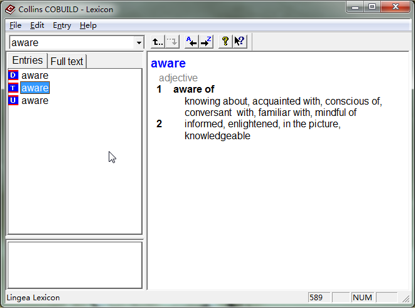 Collins COBUILD - Lexicon
File Edit Entry Help
aware
A Z ? ?
Entries Full text
D aware
T aware
U aware
aware
adjective
1 aware of
knowing about, acquainted with, conscious of,
conversant with, familiar with, mindful of
2 informed, enlightened, in the picture,
knowledgeable
Lingea Lexicon 589 NUM